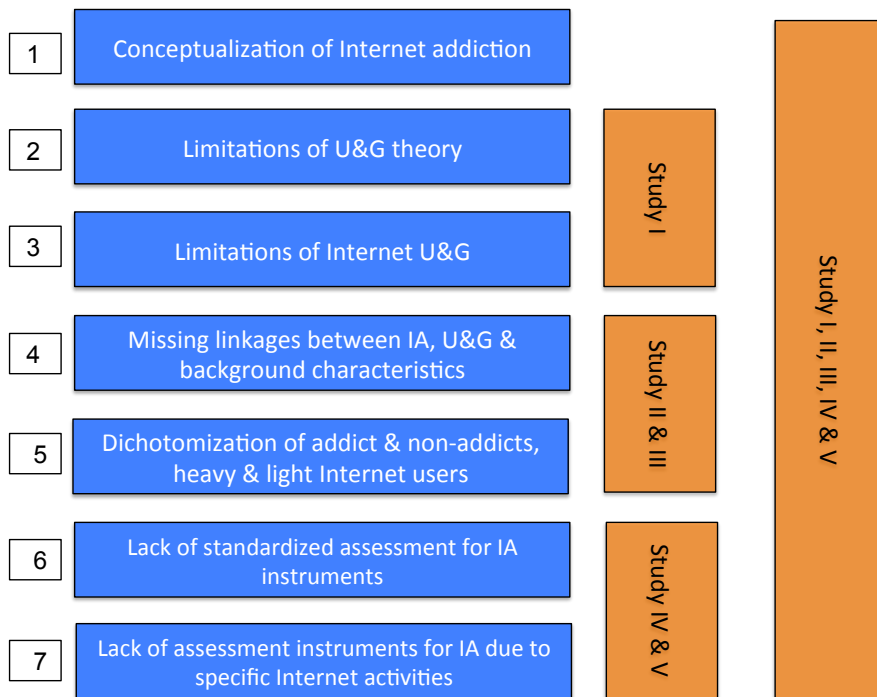 1
Conceptualization of Internet addiction
2
Limitations of U&G theory
3
Limitations of Internet U&G
4
Missing linkages between IA, U&G &
background characteristics
5
Dichotomization of addict & non-addicts,
heavy & light Internet users
6
Lack of standardized assessment for IA
instruments
7
Lack of assessment instruments for IA due to
specific Internet activities
Study I
Study II & III
Study IV & V
Study I, II, III, IV & V